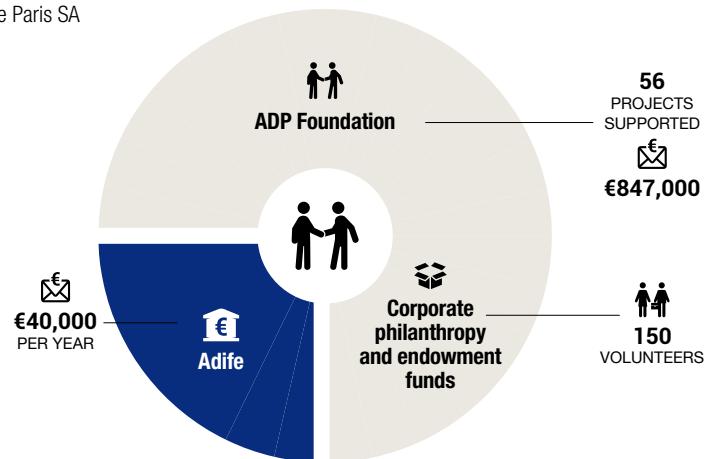 e Paris SA
ADP Foundation
56
PROJECTS
SUPPORTED
€
€847,000
€
€40,000
PER YEAR
€
Adife
Corporate
philanthropy
and endowment
funds
150
VOLUNTEERS